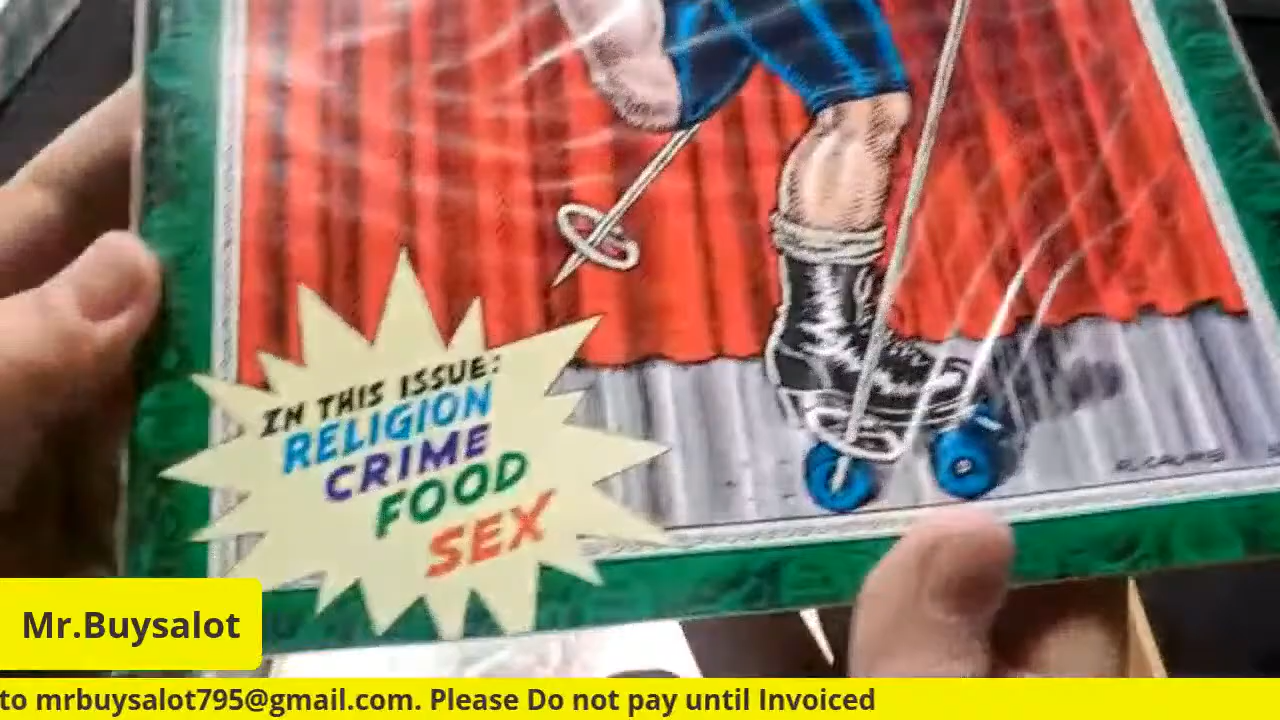 IN THIS ISSUE:
RELIGION
CRIME
FOOD
SEX
R. CRUMB
Mr.Buysalot
to mrbuysalot795@gmail.com. Please Do not pay until Invoiced